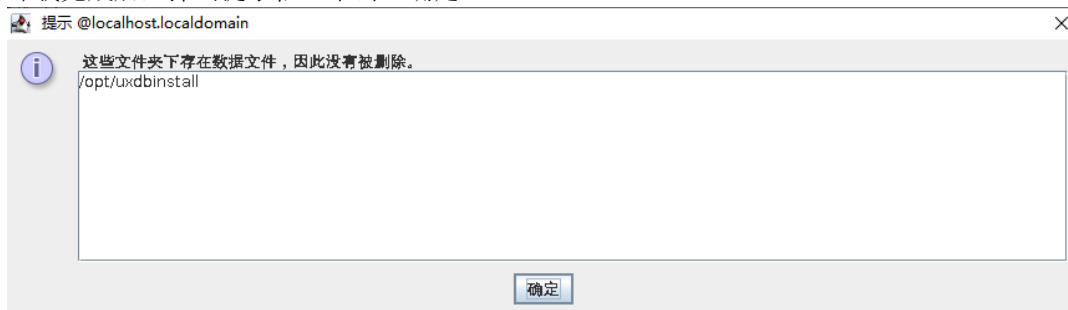 提示 @localhost.localdomain
这些文件夹下存在数据文件，因此没有被删除。
/opt/uxdbinstall
确定